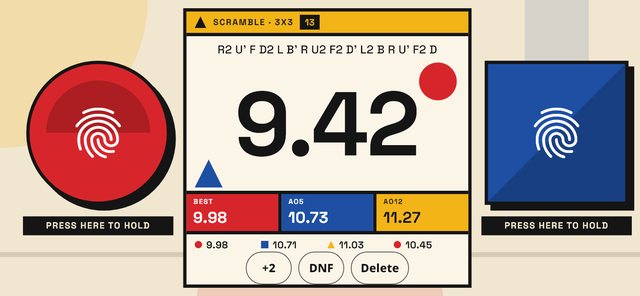 SCRAMBLE · 3X3 13
R2 U' F D2 L B' R U2 F2 D' L2 B R U' F2 D
9.42
BEST AO5 AO12
9.98 10.73 11.27
PRESS HERE TO HOLD PRESS HERE TO HOLD
9.98 10.71 11.03 10.45
+2 DNF Delete